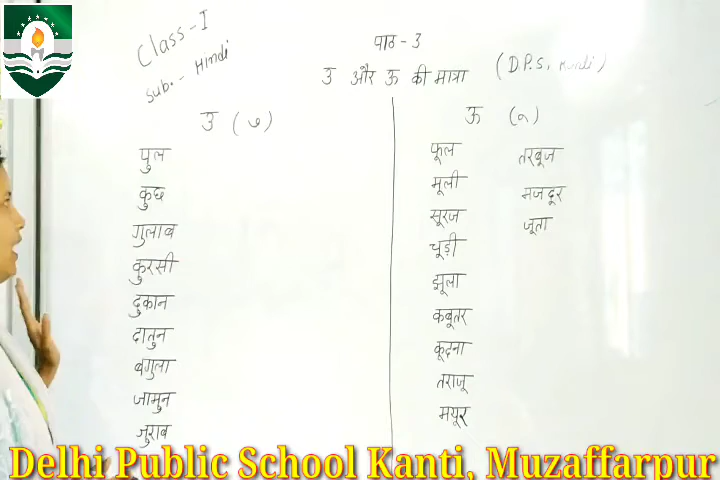 Class-I
Sub.- Hindi
पाठ - 3
उ और ऊ की मात्रा (D.P.S,
उ (ु)
पुल
कुछ
गुलाब
कुरसी
दुकान
दातुन
बगुला
जामुन
जुराब
ऊ (ू)
फूल
मूली
सूरज
चूड़ी
झूला
कबूतर
कूदना
तराजू
मयूर
तरबूज
मजदूर
जूता
Delhi Public School Kanti, Muzaffarpur